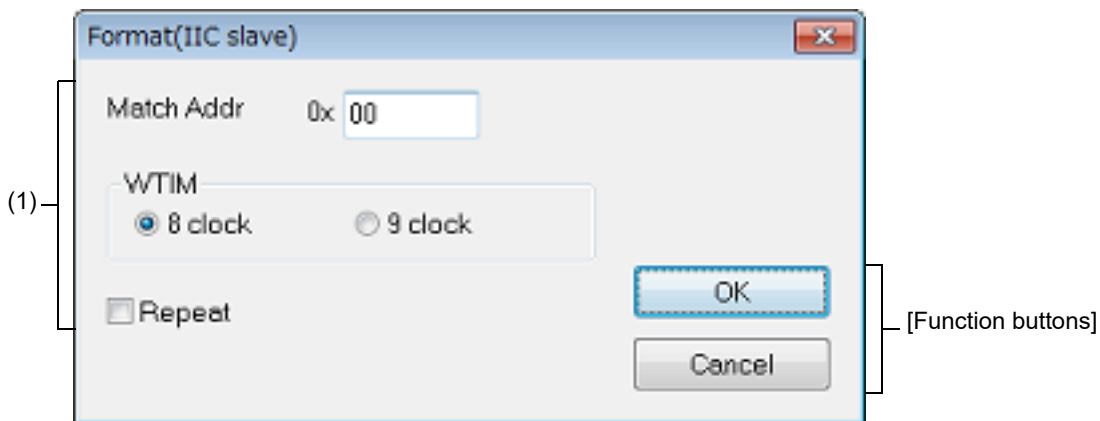 Format(IIC slave)
Match Addr 0x 00
(1)
WTIM
8 clock 9 clock
Repeat
OK
[Function buttons]
Cancel